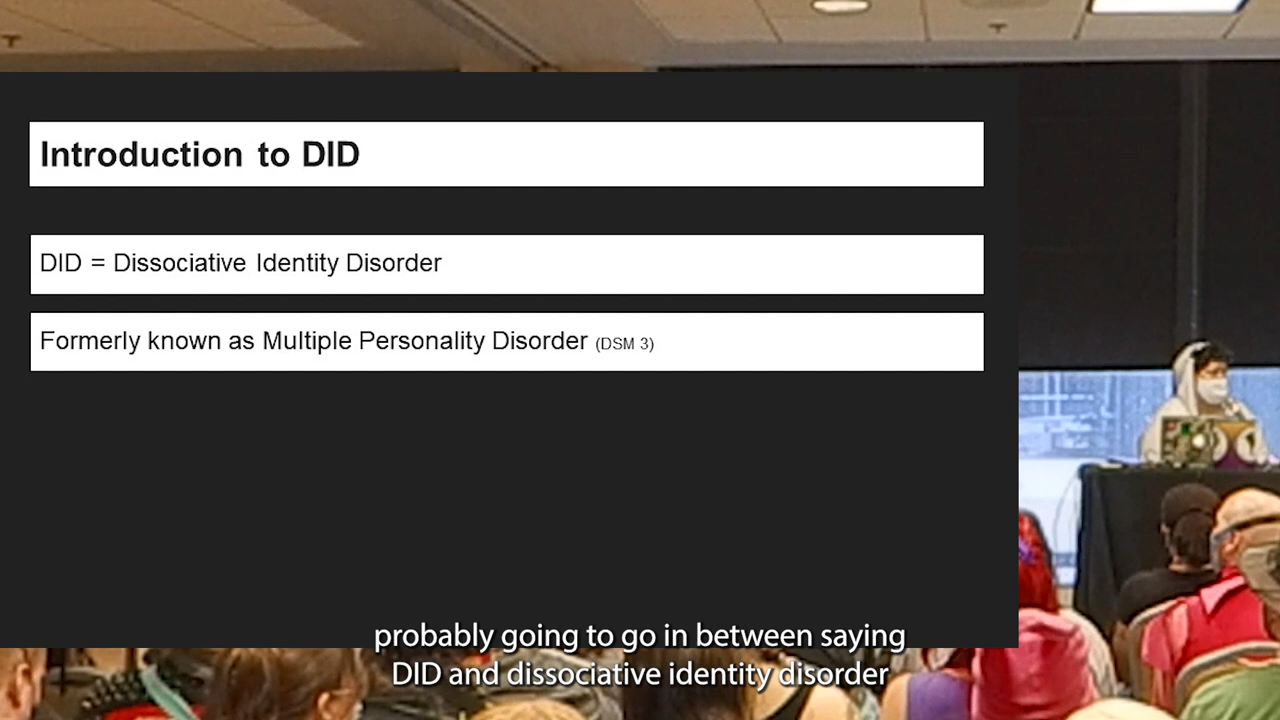 Introduction to DID
DID = Dissociative Identity Disorder
Formerly known as Multiple Personality Disorder (DSM 3)
probably going to go in between saying
DID and dissociative identity disorder